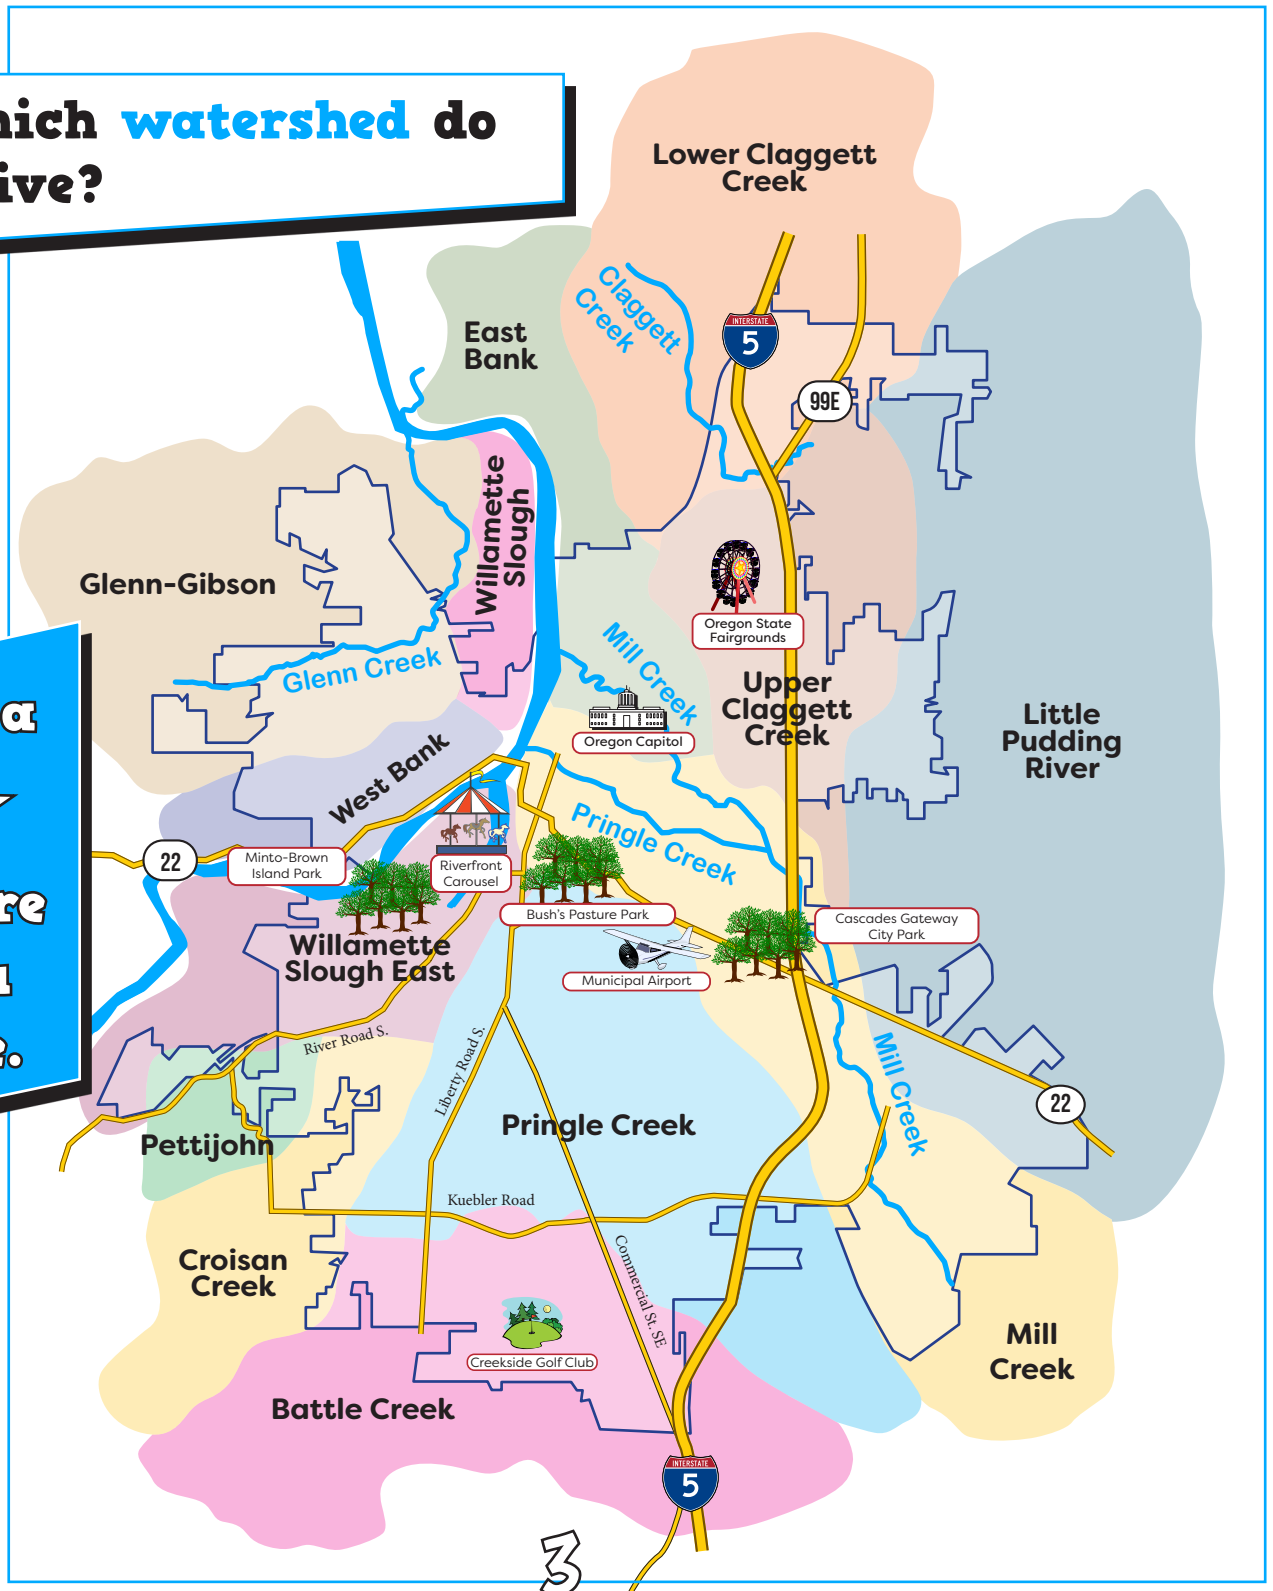 hich watershed do
ive?
Lower Claggett
Creek
Claggett
Creek
East
Bank
INTERSTATE
5
99E
Willamette
Slough
Glenn-Gibson
Glenn Creek
Oregon State
Fairgrounds
Mill Creek
Upper
Claggett
Creek
Little
Pudding
River
Oregon Capitol
West Bank
a
re
Pringle Creek
22
Minto-Brown
Island Park
Riverfront
Carousel
Bush's Pasture Park
Cascades Gateway
City Park
Willamette
Slough East
Municipal Airport
River Road S.
Liberty Road S.
Mill Creek
22
Pringle Creek
Pettijohn
Kuebler Road
Croisan
Creek
Commercial St. SE
Creekside Golf Club
Mill
Creek
Battle Creek
INTERSTATE
5
3